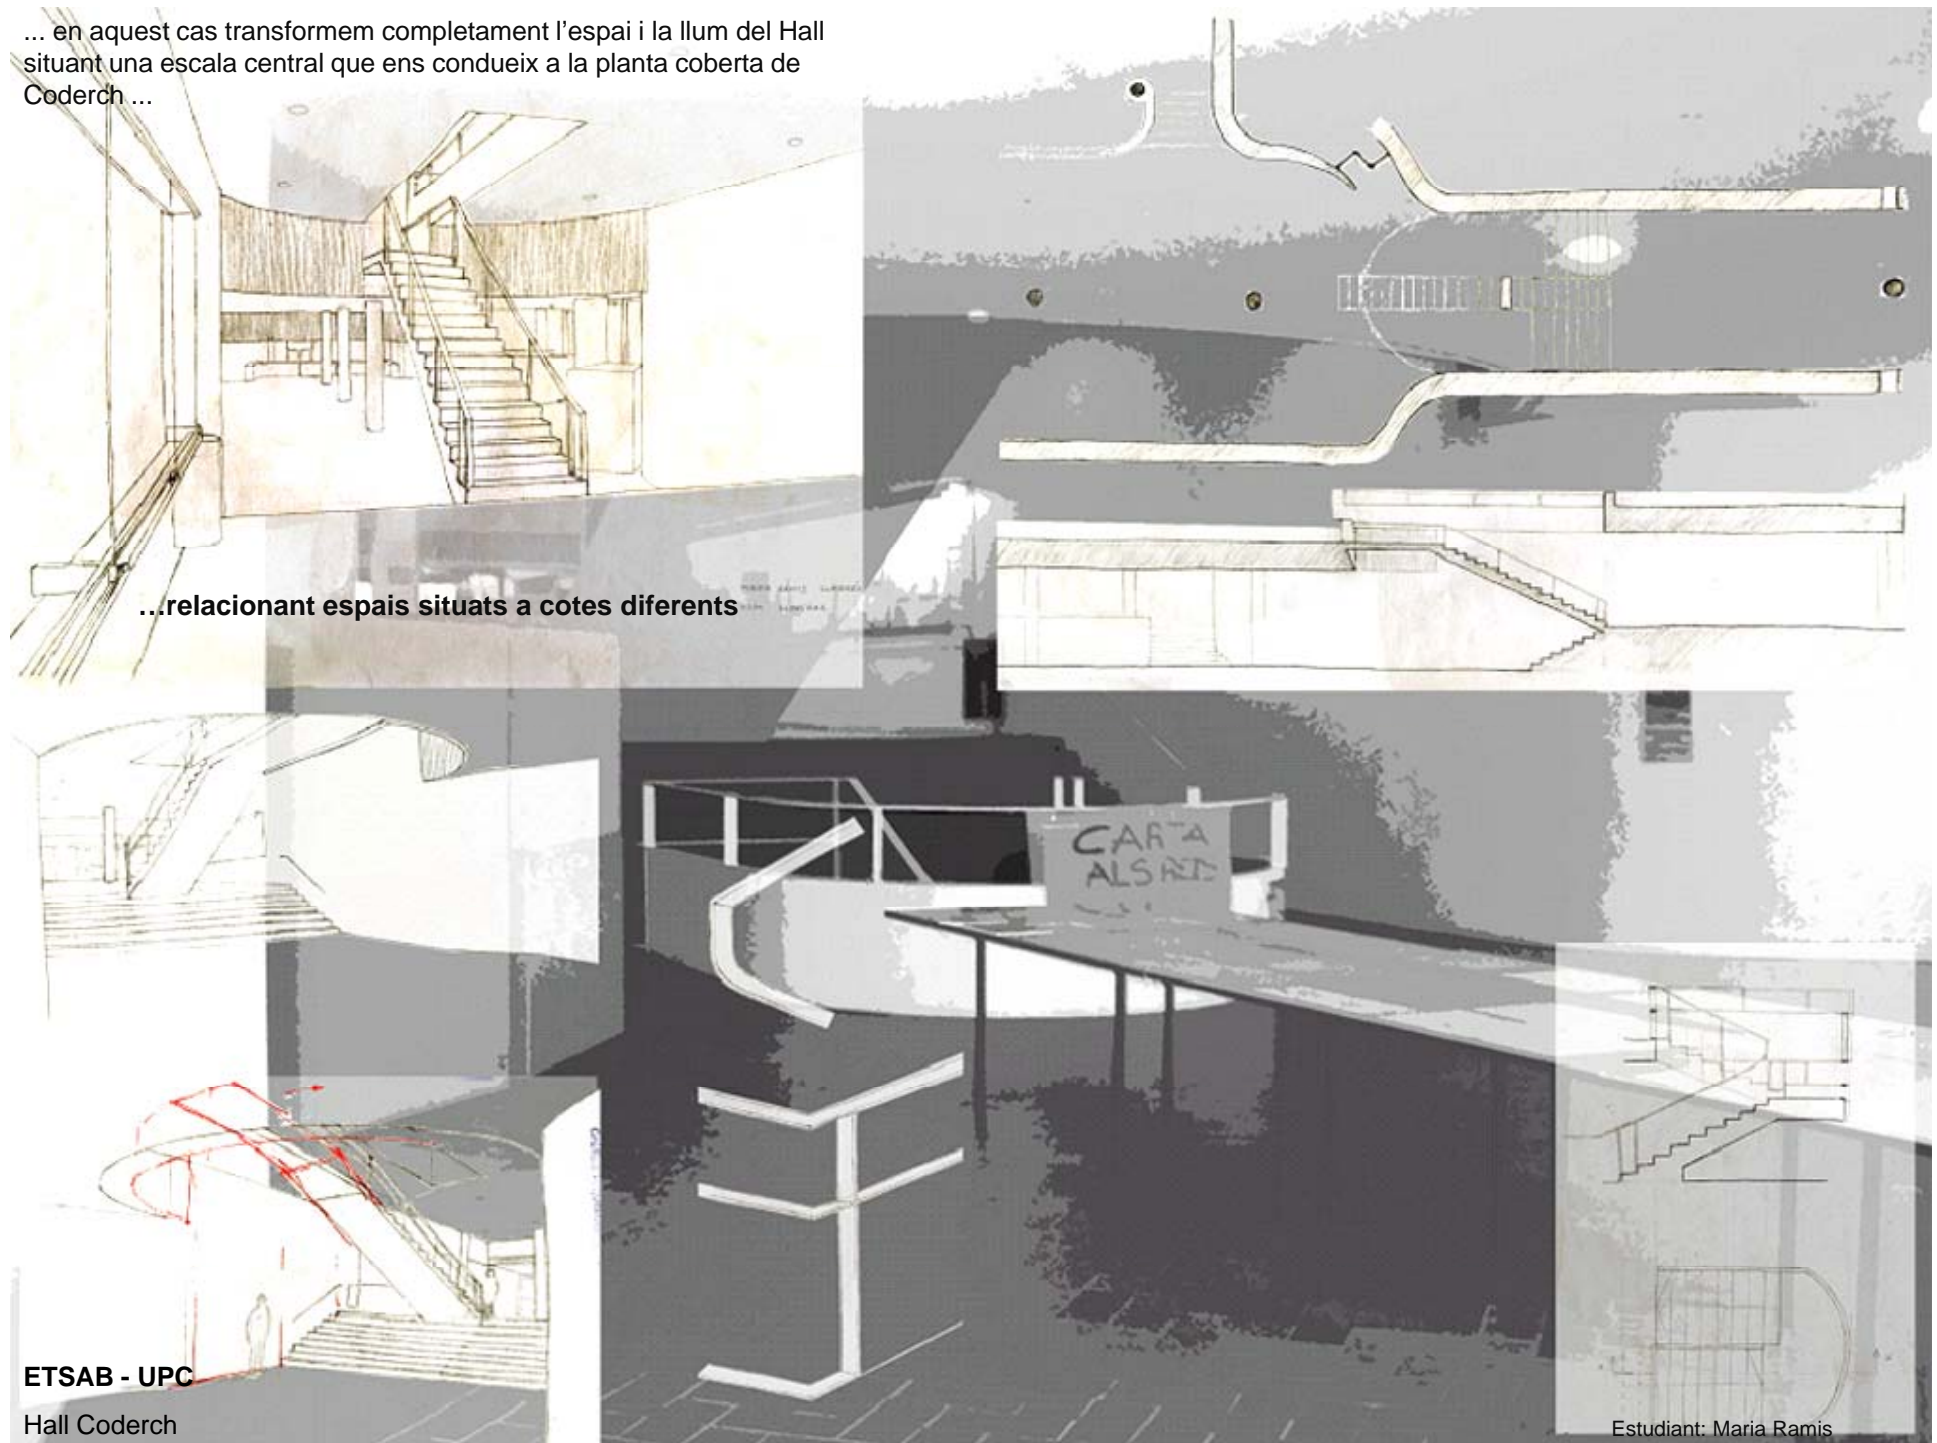 ... en aquest cas transformem completament l'espai i la llum del Hall
situant una escala central que ens condueix a la planta coberta de
Coderch ...
...relacionant espais situats a cotes diferents
CARTA
ALS
ETSAB - UPC
Hall Coderch
Estudiant: Maria Ramis